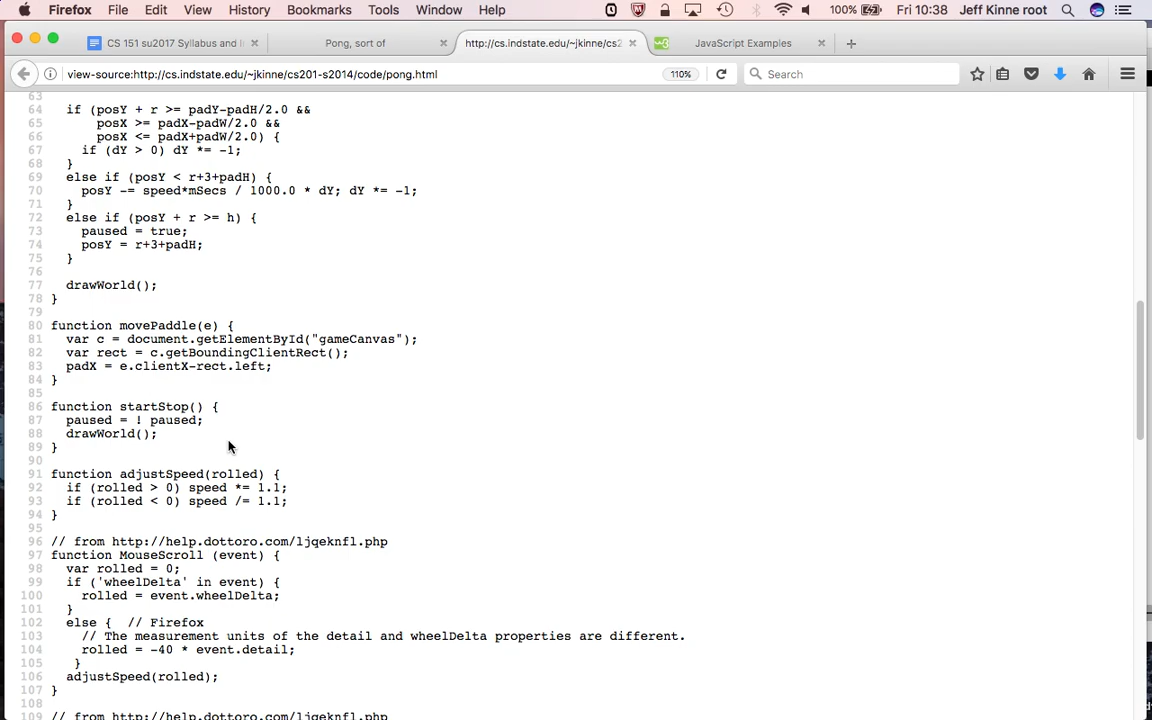 Firefox File Edit View History Bookmarks Tools Window Help 100% Fri 10:38 Jeff Kinne root
CS 151 su2017 Syllabus and I
Pong, sort of
http://cs.indstate.edu/~jkinne/cs2
JavaScript Examples
view-source:http://cs.indstate.edu/~jkinne/cs201-s2014/code/pong.html 110% Search
63
64 if (posY + r >= padY-padH/2.0 &&
65 posX >= padX-padW/2.0 &&
66 posX <= padX+padW/2.0) {
67 if (dY > 0) dY *= -1;
68 }
69 else if (posY < r+3+padH) {
70 posY -= speed*mSecs / 1000.0 * dY; dY *= -1;
71 }
72 else if (posY + r >= h) {
73 paused = true;
74 posY = r+3+padH;
75 }
76
77 drawWorld();
78 }
79
80 function movePaddle(e) {
81 var c = document.getElementById("gameCanvas");
82 var rect = c.getBoundingClientRect();
83 padX = e.clientX-rect.left;
84 }
85
86 function startStop() {
87 paused = ! paused;
88 drawWorld();
89 }
90
91 function adjustSpeed(rolled) {
92 if (rolled > 0) speed *= 1.1;
93 if (rolled < 0) speed /= 1.1;
94 }
95
96 // from http://help.dottoro.com/ljqeknfl.php
97 function MouseScroll (event) {
98 var rolled = 0;
99 if ('wheelDelta' in event) {
100 rolled = event.wheelDelta;
101 }
102 else { // Firefox
103 // The measurement units of the detail and wheelDelta properties are different.
104 rolled = -40 * event.detail;
105 }
106 adjustSpeed(rolled);
107 }
108
109 // from http://help.dottoro.com/ljqeknfl.php